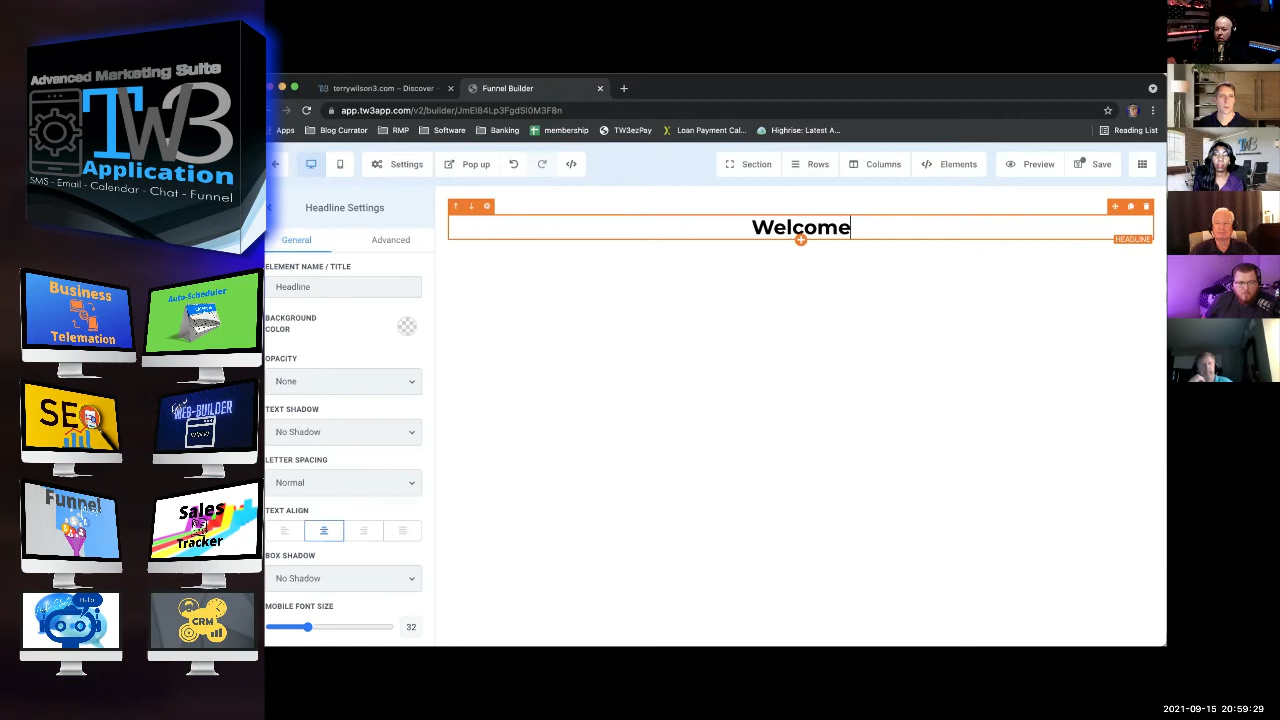 Advanced Marketing Suite
TW3
Application
SMS - Email - Calendar - Chat - Funnel
Business
Telemation
Auto-Scheduler
SEO
WEB-BUILDER
WWW
Funnel
Sales
Tracker
Help
CRM
terrywilson3.com – Discover
Funnel Builder
app.tw3app.com/v2/builder/JmEl84Lp3FgdSl0M3F8n
Apps
Blog Currator
RMP
Software
Banking
membership
TW3ezPay
Loan Payment Cal...
Highrise: Latest A...
Reading List
Settings
Pop up
Section
Rows
Columns
Elements
Preview
Save
Headline Settings
General
Advanced
ELEMENT NAME / TITLE
Headline
BACKGROUND
COLOR
OPACITY
None
TEXT SHADOW
No Shadow
LETTER SPACING
Normal
TEXT ALIGN
BOX SHADOW
No Shadow
MOBILE FONT SIZE
32
Welcome
HEADLINE
2021-09-15 20:59:29